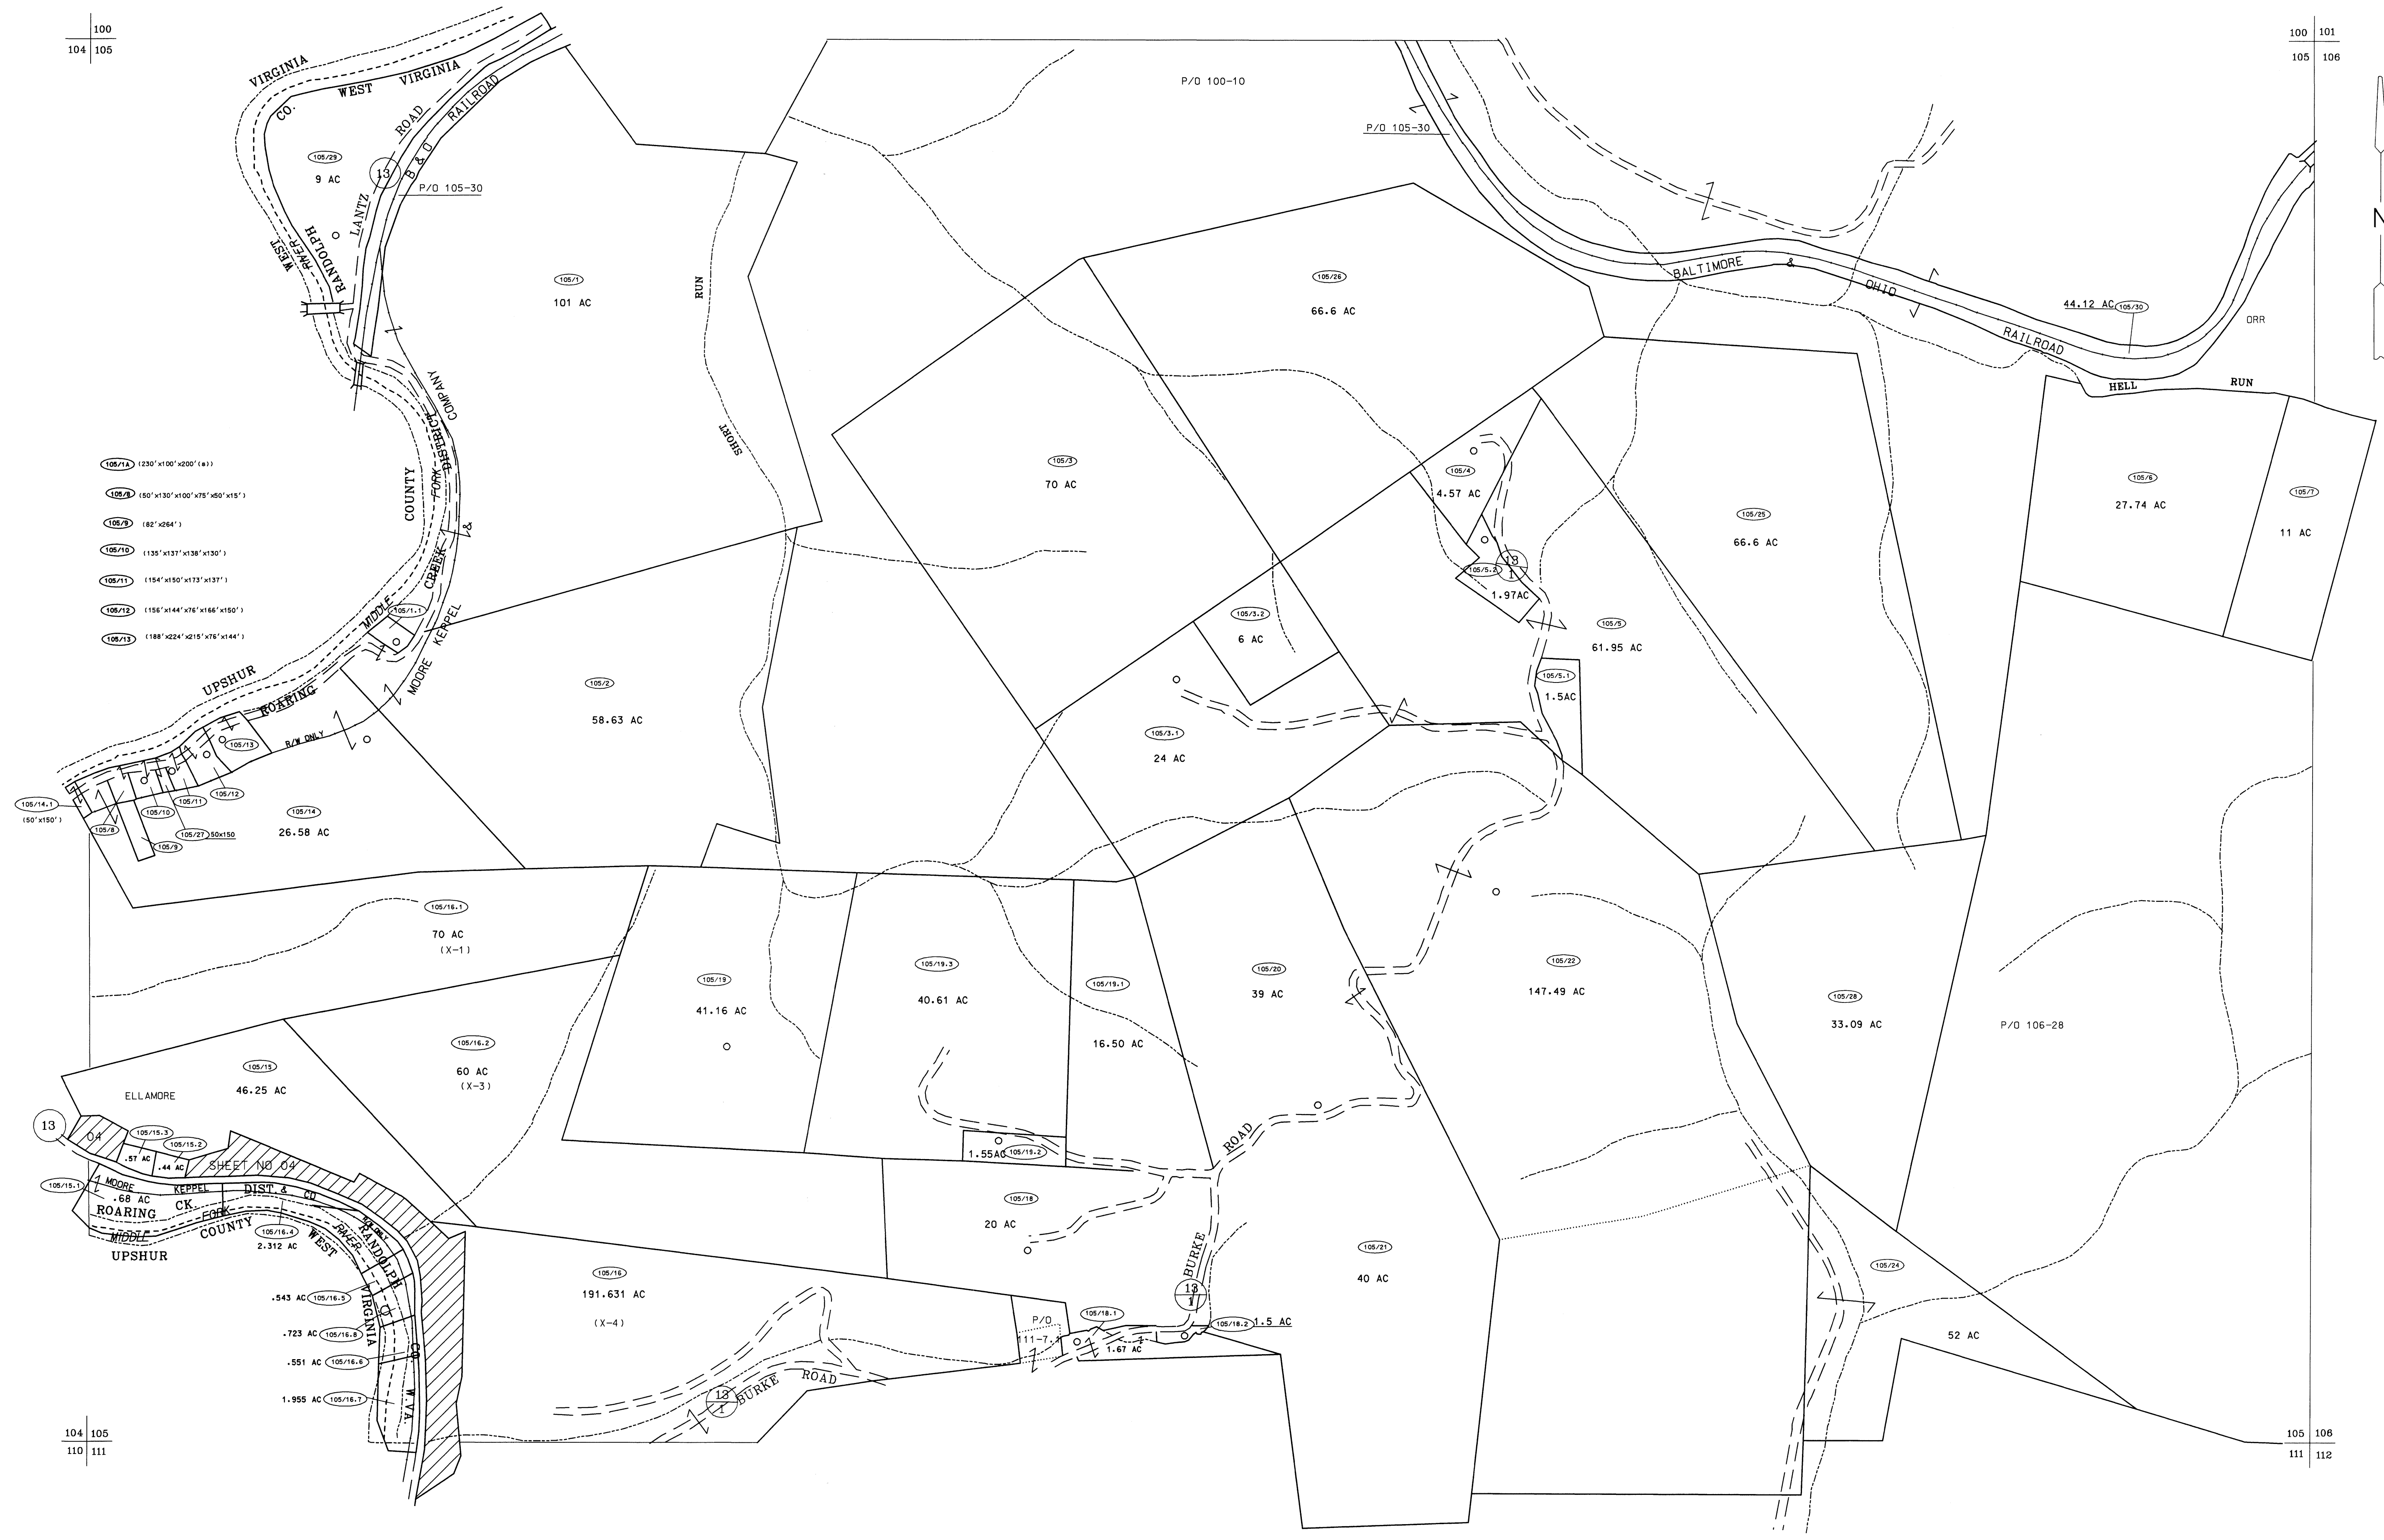 100
104 105
100 101
105 106
VIRGINIA
WEST VIRGINIA
CO.
ROAD
RAILROAD
B & O
LANTZ
13
105/29
9 AC
P/O 105-30
RANDOLPH
RIVER
WEST
P/O 100-10
P/O 105-30
N
BALTIMORE & OHIO RAILROAD
44.12 AC 105/30
ORR
HELL RUN
105/1
101 AC
RUN
SHORT
105/26
66.6 AC
COMPANY
DISTRICT
FORK
COUNTY
CREEK
&
MIDDLE
KEPPEL
MOORE
105/1.1
105/1A (230'x100'x200'(s))
105/8 (50'x130'x100'x75'x50'x15')
105/9 (82'x264')
105/10 (135'x137'x138'x130')
105/11 (154'x150'x173'x137')
105/12 (156'x144'x76'x166'x150')
105/13 (188'x224'x215'x76'x144')
105/3
70 AC
105/4
4.57 AC
105/25
66.6 AC
105/6
27.74 AC
105/7
11 AC
105/5.2
13
1
1.97AC
105/3.2
6 AC
105/5
61.95 AC
105/5.1
1.5AC
UPSHUR
ROARING
R/W ONLY
105/13
105/2
58.63 AC
105/3.1
24 AC
105/14.1
(50'x150')
105/8
105/10
105/11
105/12
105/27 50x150
105/9
105/14
26.58 AC
105/16.1
70 AC
(X-1)
105/19
41.16 AC
105/19.3
40.61 AC
105/19.1
16.50 AC
105/20
39 AC
105/22
147.49 AC
105/28
33.09 AC
P/O 106-28
105/16.2
60 AC
(X-3)
105/15
46.25 AC
ELLAMORE
13
04
105/15.3
.57 AC
105/15.2
.44 AC
SHEET NO 04
105/15.1
.68 AC
MOORE KEPPEL DIST. & CO
ROARING CK.
FORK
MIDDLE
COUNTY
UPSHUR
105/16.4
2.312 AC
RIVER
RANDOLPH
WEST
VIRGINIA
CO.
W.VA.
.543 AC 105/16.5
.723 AC 105/16.8
.551 AC 105/16.6
1.955 AC 105/16.7
1.55AC 105/19.2
ROAD
105/18
20 AC
BURKE
13
1
105/21
40 AC
105/16
191.631 AC
(X-4)
P/O
105/18.1
1.67 AC
105/18.2 1.5 AC
13
1
BURKE ROAD
105/24
52 AC
104 105
110 111
105 106
111 112